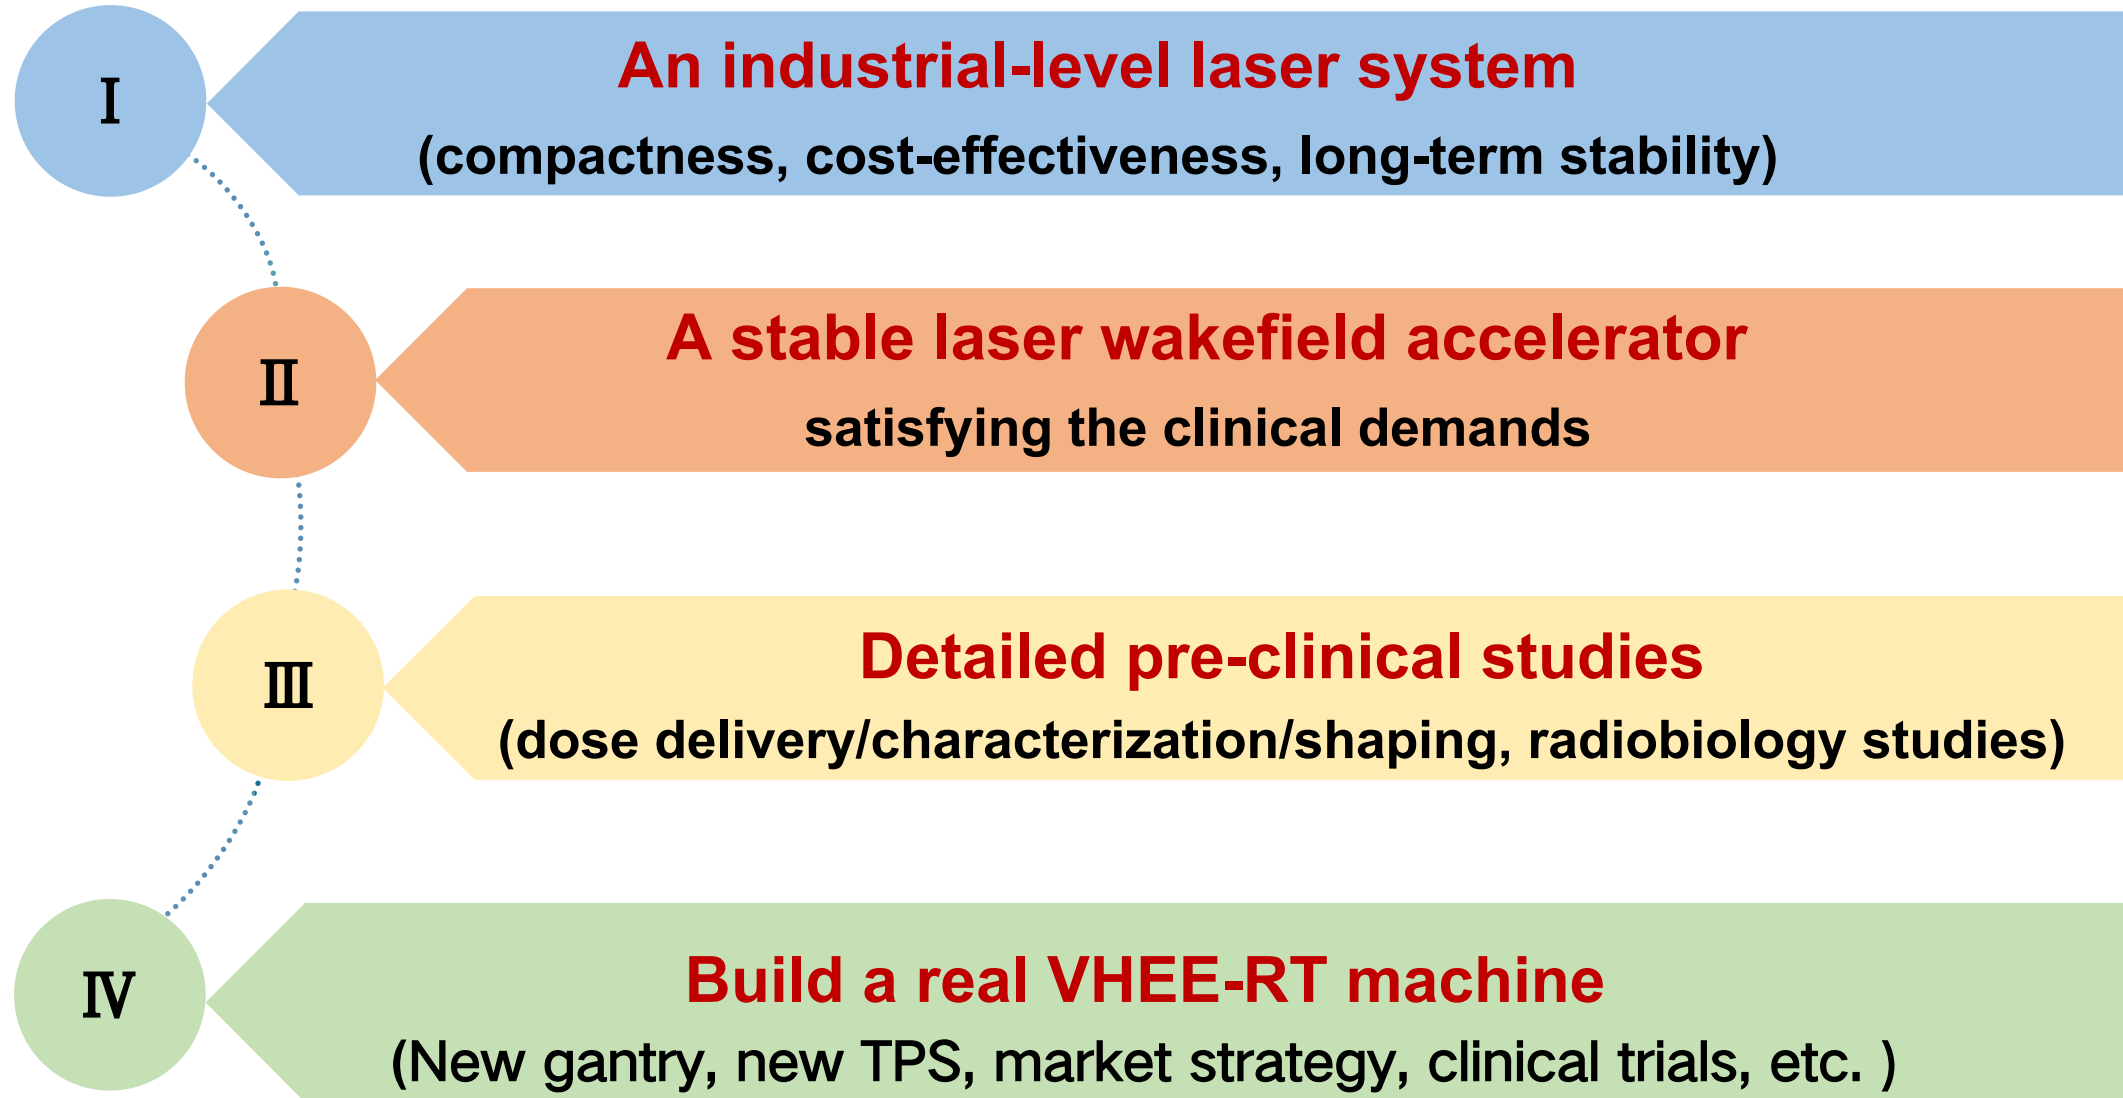 Ⅰ
An industrial-level laser system
(compactness, cost-effectiveness, long-term stability)
Ⅱ
A stable laser wakefield accelerator
satisfying the clinical demands
Ⅲ
Detailed pre-clinical studies
(dose delivery/characterization/shaping, radiobiology studies)
Ⅳ
Build a real VHEE-RT machine
(New gantry, new TPS, market strategy, clinical trials, etc. )